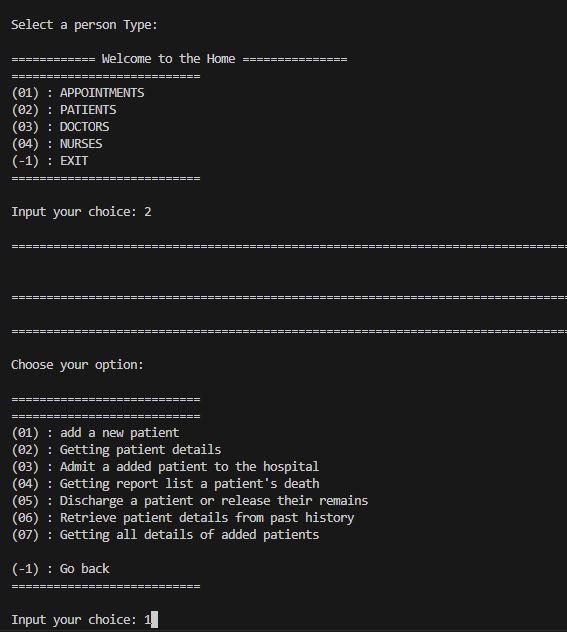 Select a person Type:
============ Welcome to the Home ===============
===========================
(01) : APPOINTMENTS
(02) : PATIENTS
(03) : DOCTORS
(04) : NURSES
(-1) : EXIT
===========================
Input your choice: 2
================================================================================
================================================================================
================================================================================
Choose your option:
===========================
===========================
(01) : add a new patient
(02) : Getting patient details
(03) : Admit a added patient to the hospital
(04) : Getting report list a patient's death
(05) : Discharge a patient or release their remains
(06) : Retrieve patient details from past history
(07) : Getting all details of added patients
(-1) : Go back
===========================
Input your choice: 1